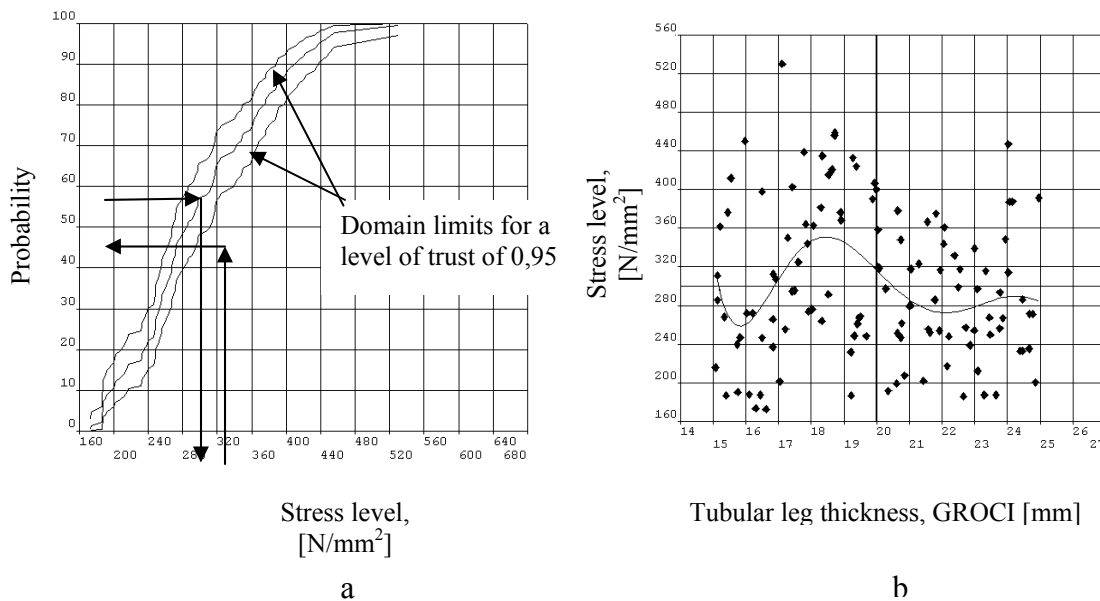 100
90
80
70
60
50
40
30
20
10
0
160 240 280 320 400 480 560 640
200 280 360 440 520 600 680
Probability
Domain limits for a
level of trust of 0,95
Stress level,
[N/mm²]
a
560
520
480
440
400
360
320
280
240
200
160
14 16 18 20 22 24 26
15 17 19 21 23 25 27
Stress level,
[N/mm²]
Tubular leg thickness, GROCI [mm]
b